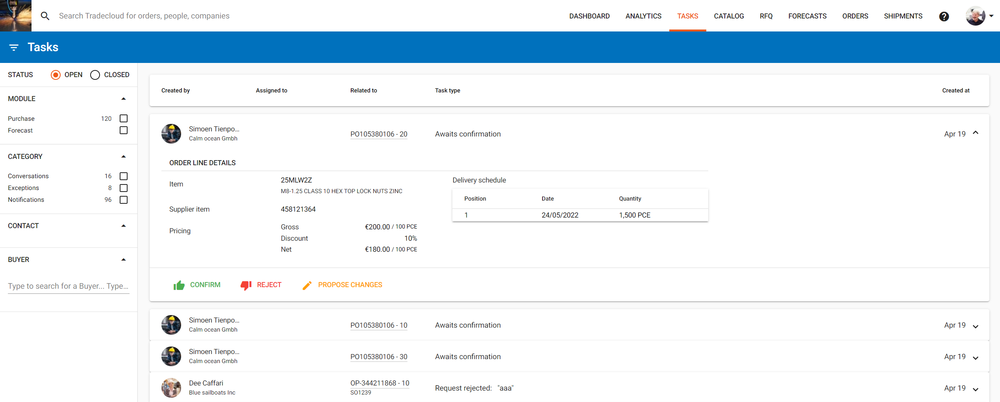 Search Tradecloud for orders, people, companies
DASHBOARD ANALYTICS TASKS CATALOG RFQ FORECASTS ORDERS SHIPMENTS ?
Tasks
STATUS OPEN CLOSED
MODULE
Purchase 120
Forecast
CATEGORY
Conversations 16
Exceptions 8
Notifications 96
CONTACT
BUYER
Type to search for a Buyer... Type...
Created by Assigned to Related to Task type Created at
Simoen Tienpo...
Calm ocean Gmbh
PO105380106 - 20
Awaits confirmation
Apr 19
ORDER LINE DETAILS
Item
25MLW2Z
M8-1.25 CLASS 10 HEX TOP LOCK NUTS ZINC
Supplier item 458121364
Pricing
Gross €200.00 / 100 PCE
Discount 10%
Net €180.00 / 100 PCE
Delivery schedule
Position Date Quantity
1 24/05/2022 1,500 PCE
CONFIRM REJECT PROPOSE CHANGES
Simoen Tienpo...
Calm ocean Gmbh
PO105380106 - 10
Awaits confirmation
Apr 19
Simoen Tienpo...
Calm ocean Gmbh
PO105380106 - 30
Awaits confirmation
Apr 19
Dee Caffari
Blue sailboats Inc
OP-344211868 - 10
SO1239
Request rejected: "aaa"
Apr 19